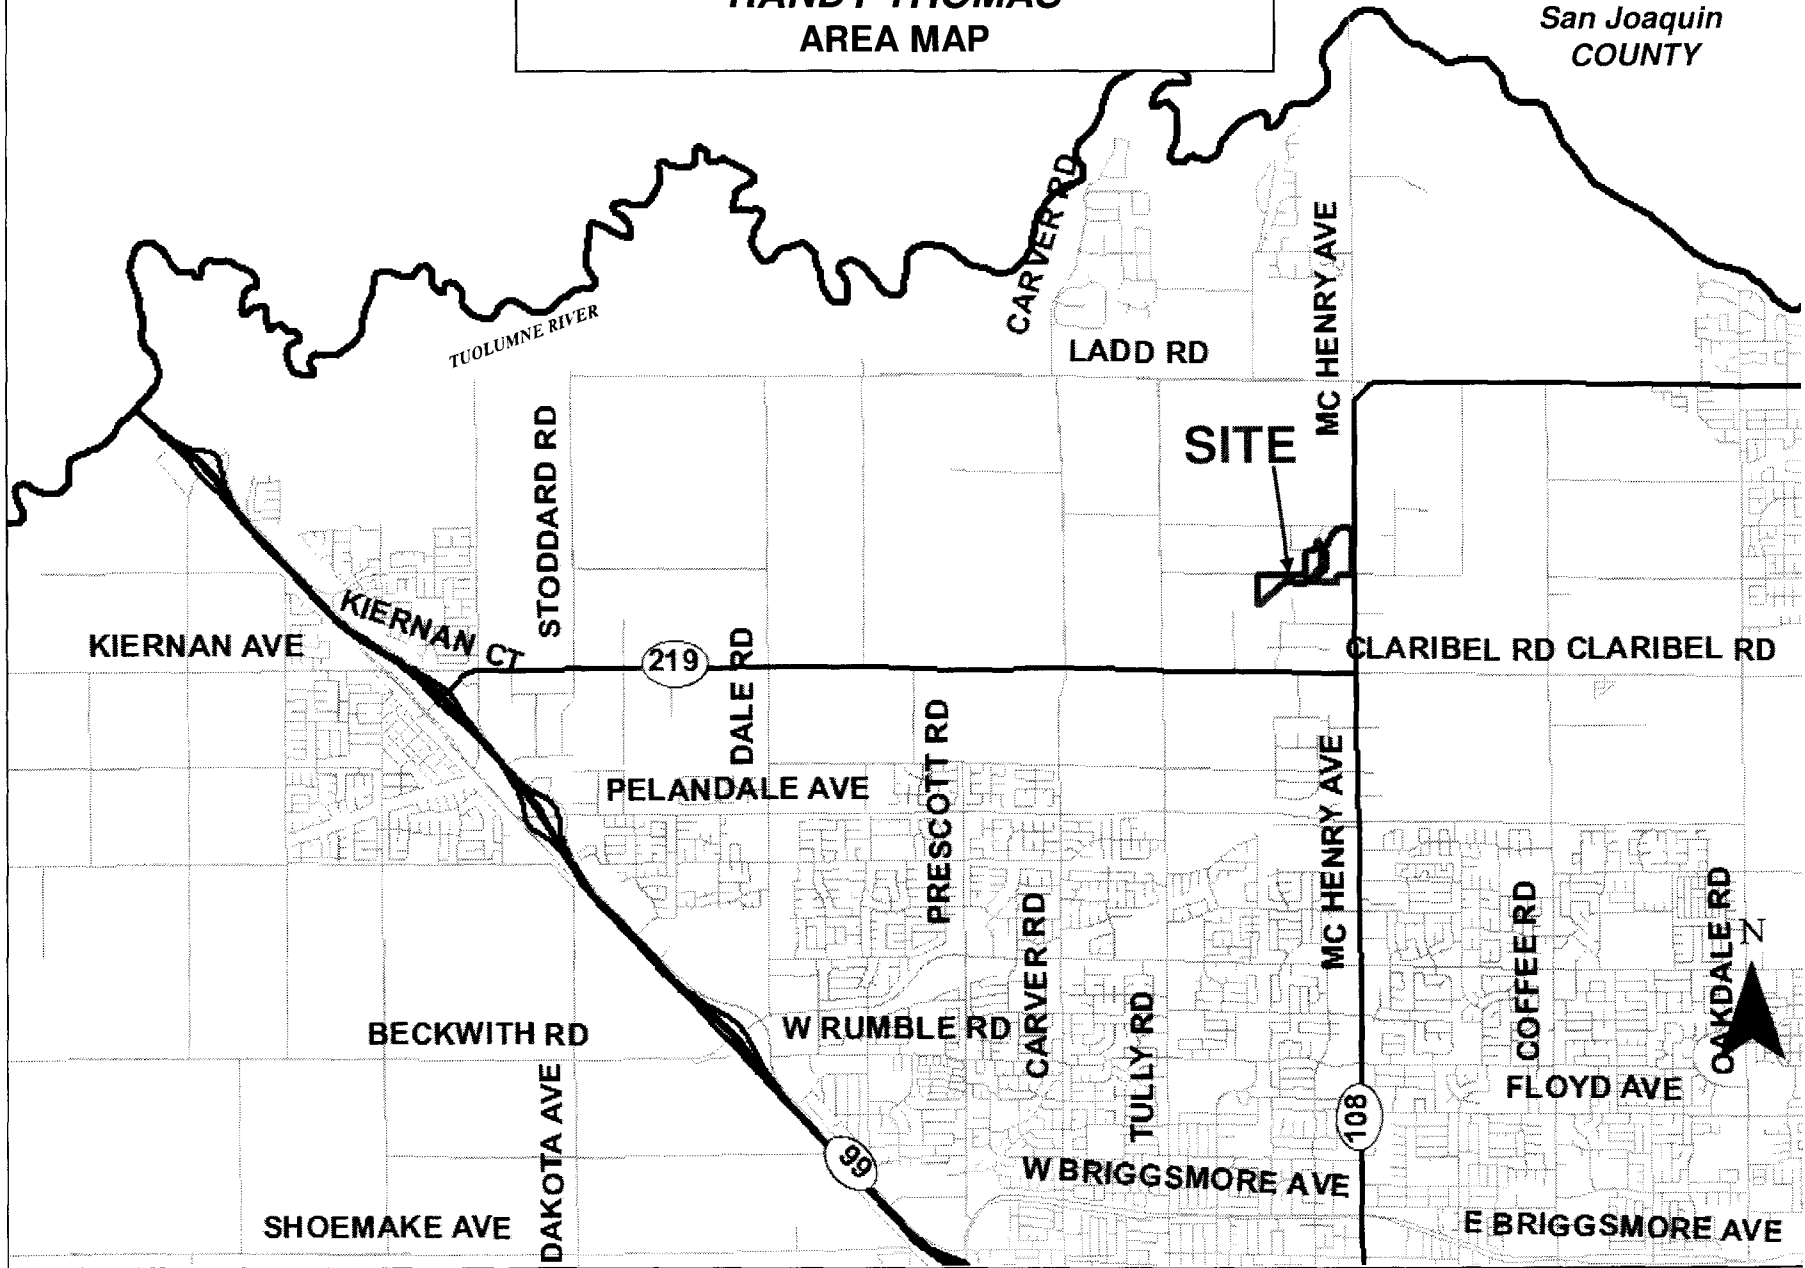 RANDY THOMAS
AREA MAP
San Joaquin
COUNTY
CARVER RD
MC HENRY AVE
TUOLUMNE RIVER
LADD RD
STODDARD RD
SITE
KIERNAN CT
KIERNAN AVE
219
DALE RD
CLARIBEL RD CLARIBEL RD
PELANDALE AVE
PRESCOTT RD
MC HENRY AVE
CARVER RD
COFFEE RD
OAKDALE RD
N
BECKWITH RD
W RUMBLE RD
TULLY RD
FLOYD AVE
DAKOTA AVE
108
99
W BRIGGSMORE AVE
SHOEMAKE AVE
E BRIGGSMORE AVE